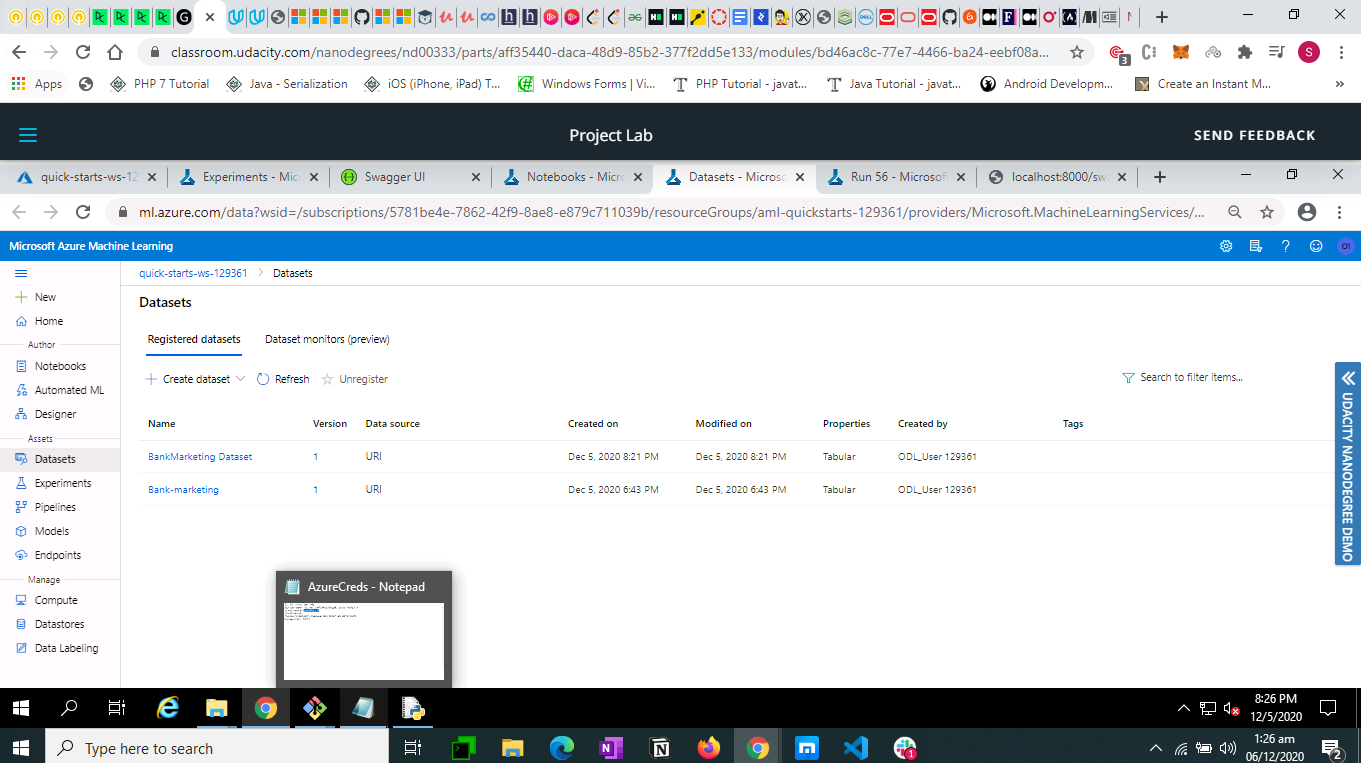 classroom.udacity.com/nanodegrees/nd00333/parts/aff35440-daca-48d9-85b2-377f2dd5e133/modules/bd46ac8c-77e7-4466-ba24-eebf08a...
3
S
Apps
PHP 7 Tutorial
Java - Serialization
iOS (iPhone, iPad) T...
Windows Forms | Vi...
PHP Tutorial - javat...
Java Tutorial - javat...
Android Developm...
Create an Instant M...
Project Lab
SEND FEEDBACK
quick-starts-ws-12
Experiments - Mic
Swagger UI
Notebooks - Micro
Datasets - Microsc
Run 56 - Microsoft
localhost:8000/sw
ml.azure.com/data?wsid=/subscriptions/5781be4e-7862-42f9-8ae8-e879c711039b/resourceGroups/aml-quickstarts-129361/providers/Microsoft.MachineLearningServices/...
Microsoft Azure Machine Learning
quick-starts-ws-129361 > Datasets
New
Home
Author
Notebooks
Automated ML
Designer
Assets
Datasets
Experiments
Pipelines
Models
Endpoints
Manage
Compute
Datastores
Data Labeling
Datasets
Registered datasets
Dataset monitors (preview)
Create dataset
Refresh
Unregister
Search to filter items...
Name Version Data source Created on Modified on Properties Created by Tags
BankMarketing Dataset 1 URI Dec 5, 2020 8:21 PM Dec 5, 2020 8:21 PM Tabular ODL_User 129361
Bank-marketing 1 URI Dec 5, 2020 6:43 PM Dec 5, 2020 6:43 PM Tabular ODL_User 129361
UDACITY NANODEGREE DEMO
AzureCreds - Notepad
8:26 PM
12/5/2020
Type here to search
1
1:26 am
06/12/2020
2